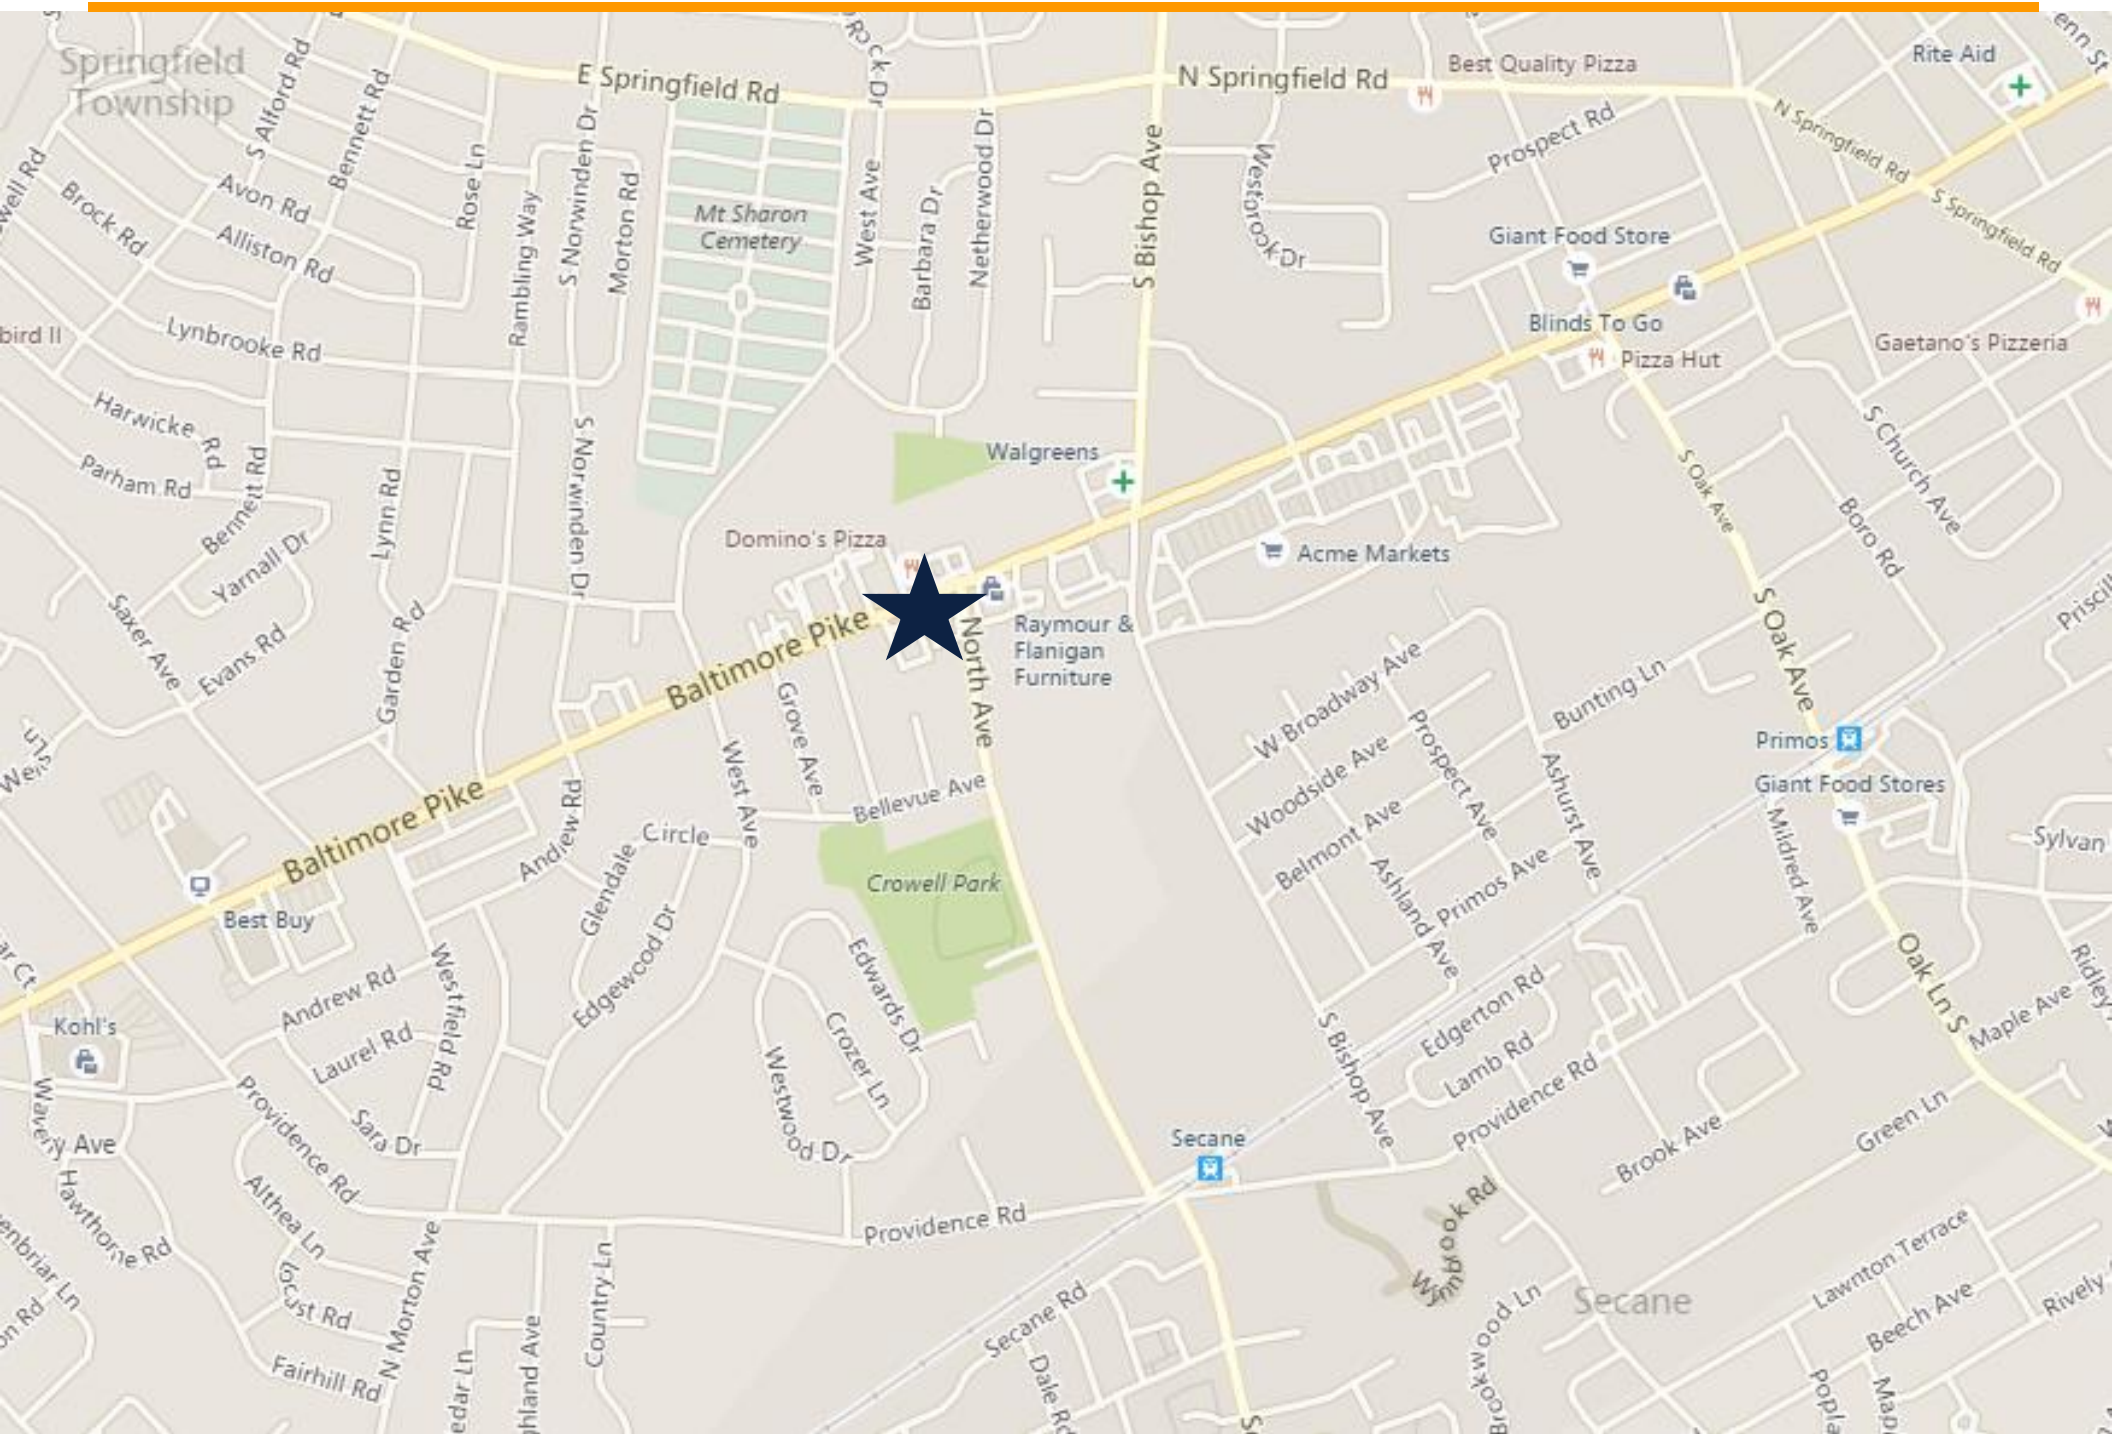 Springfield
Township
S Alford Rd
Bennett Rd
E Springfield Rd
N Springfield Rd
Best Quality Pizza
Rite Aid
N Springfield Rd
S Springfield Rd
Prospect Rd
Avon Rd
Brock Rd
Alliston Rd
Rose Ln
Rambling Way
S Norwinden Dr
Morton Rd
Mt Sharon
Cemetery
West Ave
Barbara Dr
Netherwood Dr
S Bishop Ave
Westbrook Dr
Giant Food Store
Blinds To Go
Pizza Hut
Gaetano's Pizzeria
bird II
Lynbrooke Rd
Harwicke Rd
Parham Rd
Bennett Rd
Yarnall Dr
Evans Rd
Saxer Ave
Lynn Rd
Garden Rd
S Norwinden Dr
Walgreens
Domino's Pizza
Acme Markets
Raymour &
Flanigan
Furniture
S Oak Ave
S Church Ave
Boro Rd
S Oak Ave
Baltimore Pike
North Ave
Grove Ave
West Ave
Bellevue Ave
Crowell Park
W Broadway Ave
Woodside Ave
Belmont Ave
Prospect Ave
Ashland Ave
Primos Ave
Ashurst Ave
Bunting Ln
Primos
Giant Food Stores
Mildred Ave
Sylvan
Baltimore Pike
Best Buy
Andrew Rd
Circle
Glendale
Edgewood Dr
Andrew Rd
Laurel Rd
Westfield Rd
Sara Dr
Kohl's
Providence Rd
Edwards Dr
Crozer Ln
Westwood Dr
S Bishop Ave
Edgerton Rd
Lamb Rd
Providence Rd
Oak Ln S
Maple Ave
Ridley
Green Ln
Brook Ave
y Ave
Hawthorne Rd
Althea Ln
Locust Rd
Fairhill Rd
N Morton Ave
Country Ln
Secane
Providence Rd
Secane Rd
Dale Rd
Wynbrook Rd
Brookwood Ln
Secane
Lawnton Terrace
Beech Ave
Rively